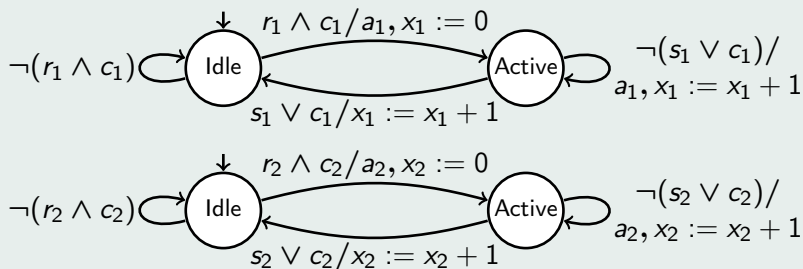 r₁ ∧ c₁/a₁, x₁ := 0
¬(r₁ ∧ c₁)
Idle
Active
¬(s₁ ∨ c₁)/
a₁, x₁ := x₁ + 1
s₁ ∨ c₁/x₁ := x₁ + 1
r₂ ∧ c₂/a₂, x₂ := 0
¬(r₂ ∧ c₂)
Idle
Active
¬(s₂ ∨ c₂)/
a₂, x₂ := x₂ + 1
s₂ ∨ c₂/x₂ := x₂ + 1